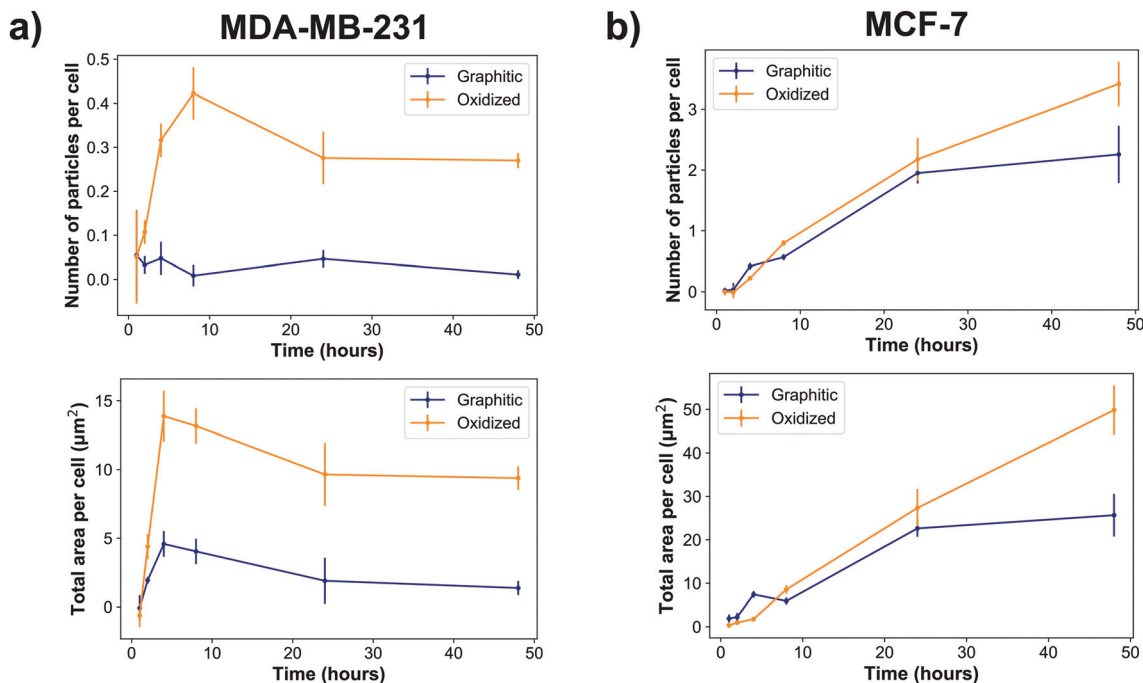 a)
MDA-MB-231
Number of particles per cell
0.5
0.4
0.3
0.2
0.1
0.0
Graphitic
Oxidized
0 10 20 30 40 50
Time (hours)
Total area per cell (µm²)
15
10
5
0
Graphitic
Oxidized
0 10 20 30 40 50
Time (hours)
b)
MCF-7
Number of particles per cell
3
2
1
0
Graphitic
Oxidized
0 10 20 30 40 50
Time (hours)
Total area per cell (µm²)
50
40
30
20
10
0
Graphitic
Oxidized
0 10 20 30 40 50
Time (hours)